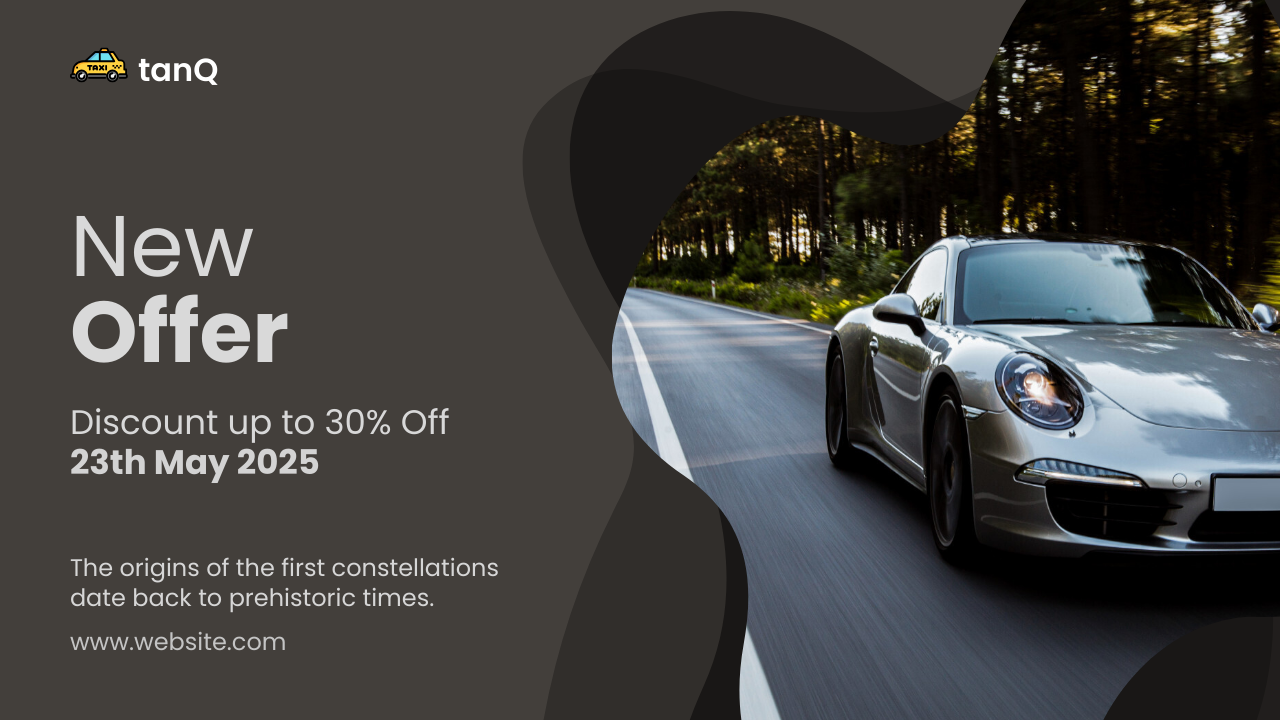 TAXI
tanQ
New
Offer
Discount up to 30% Off
23th May 2025
The origins of the first constellations
date back to prehistoric times.
www.website.com